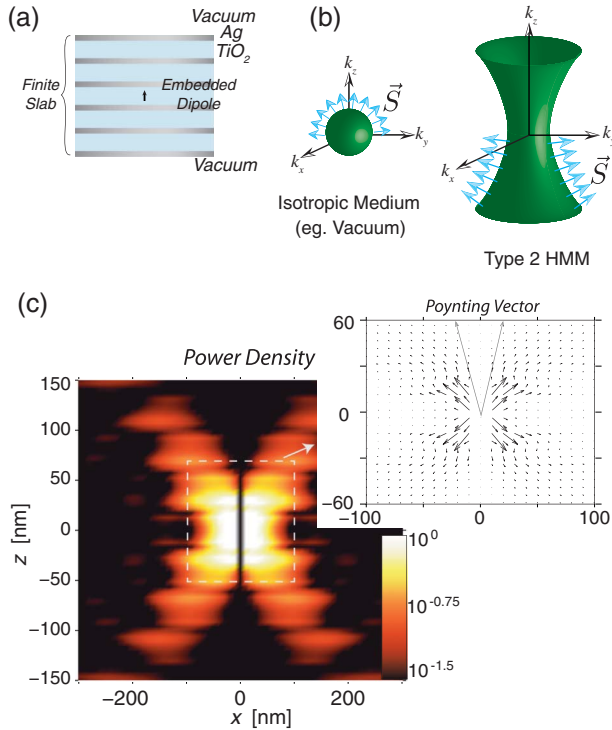 (a)
Vacuum
Ag
TiO2
Finite
Slab
Embedded
Dipole
Vacuum
(b)
kz
S
ky
kx
Isotropic Medium
(eg. Vacuum)
kz
kx
S
Type 2 HMM
(c)
Power Density
150
100
50
0
−50
−100
−150
z [nm]
−200
0
200
x [nm]
10^0
10^-0.75
10^-1.5
Poynting Vector
60
0
−60
−100
0
100